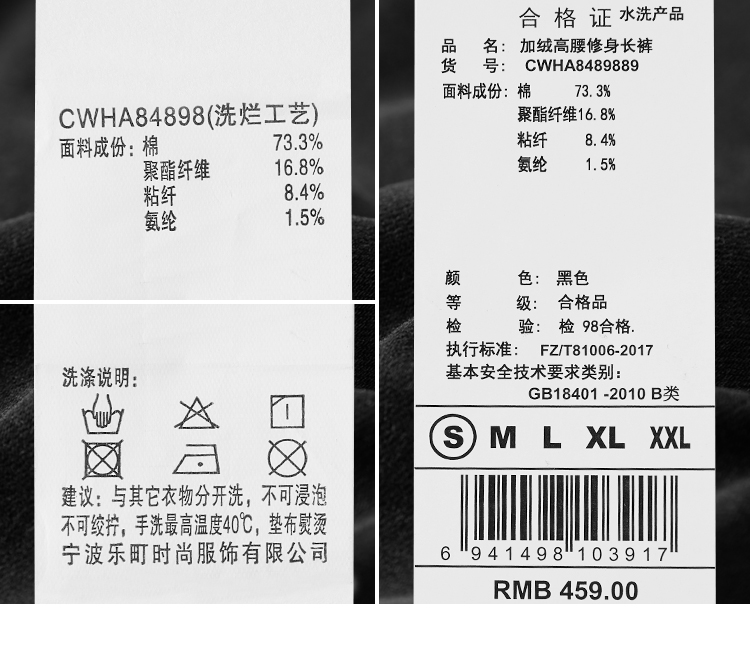 CWHA84898(洗烂工艺)
面料成份: 棉 73.3%
聚酯纤维 16.8%
粘纤 8.4%
氨纶 1.5%
洗涤说明:
建议: 与其它衣物分开洗, 不可浸泡
不可绞拧, 手洗最高温度40℃, 垫布熨烫
宁波乐町时尚服饰有限公司
合格证 水洗产品
品 名: 加绒高腰修身长裤
货 号: CWHA8489889
面料成份: 棉 73.3%
聚酯纤维16.8%
粘纤 8.4%
氨纶 1.5%
颜 色: 黑色
等 级: 合格品
检 验: 检 98合格.
执行标准: FZ/T81006-2017
基本安全技术要求类别:
GB18401 -2010 B类
S M L XL XXL
6 941498 103917
RMB 459.00